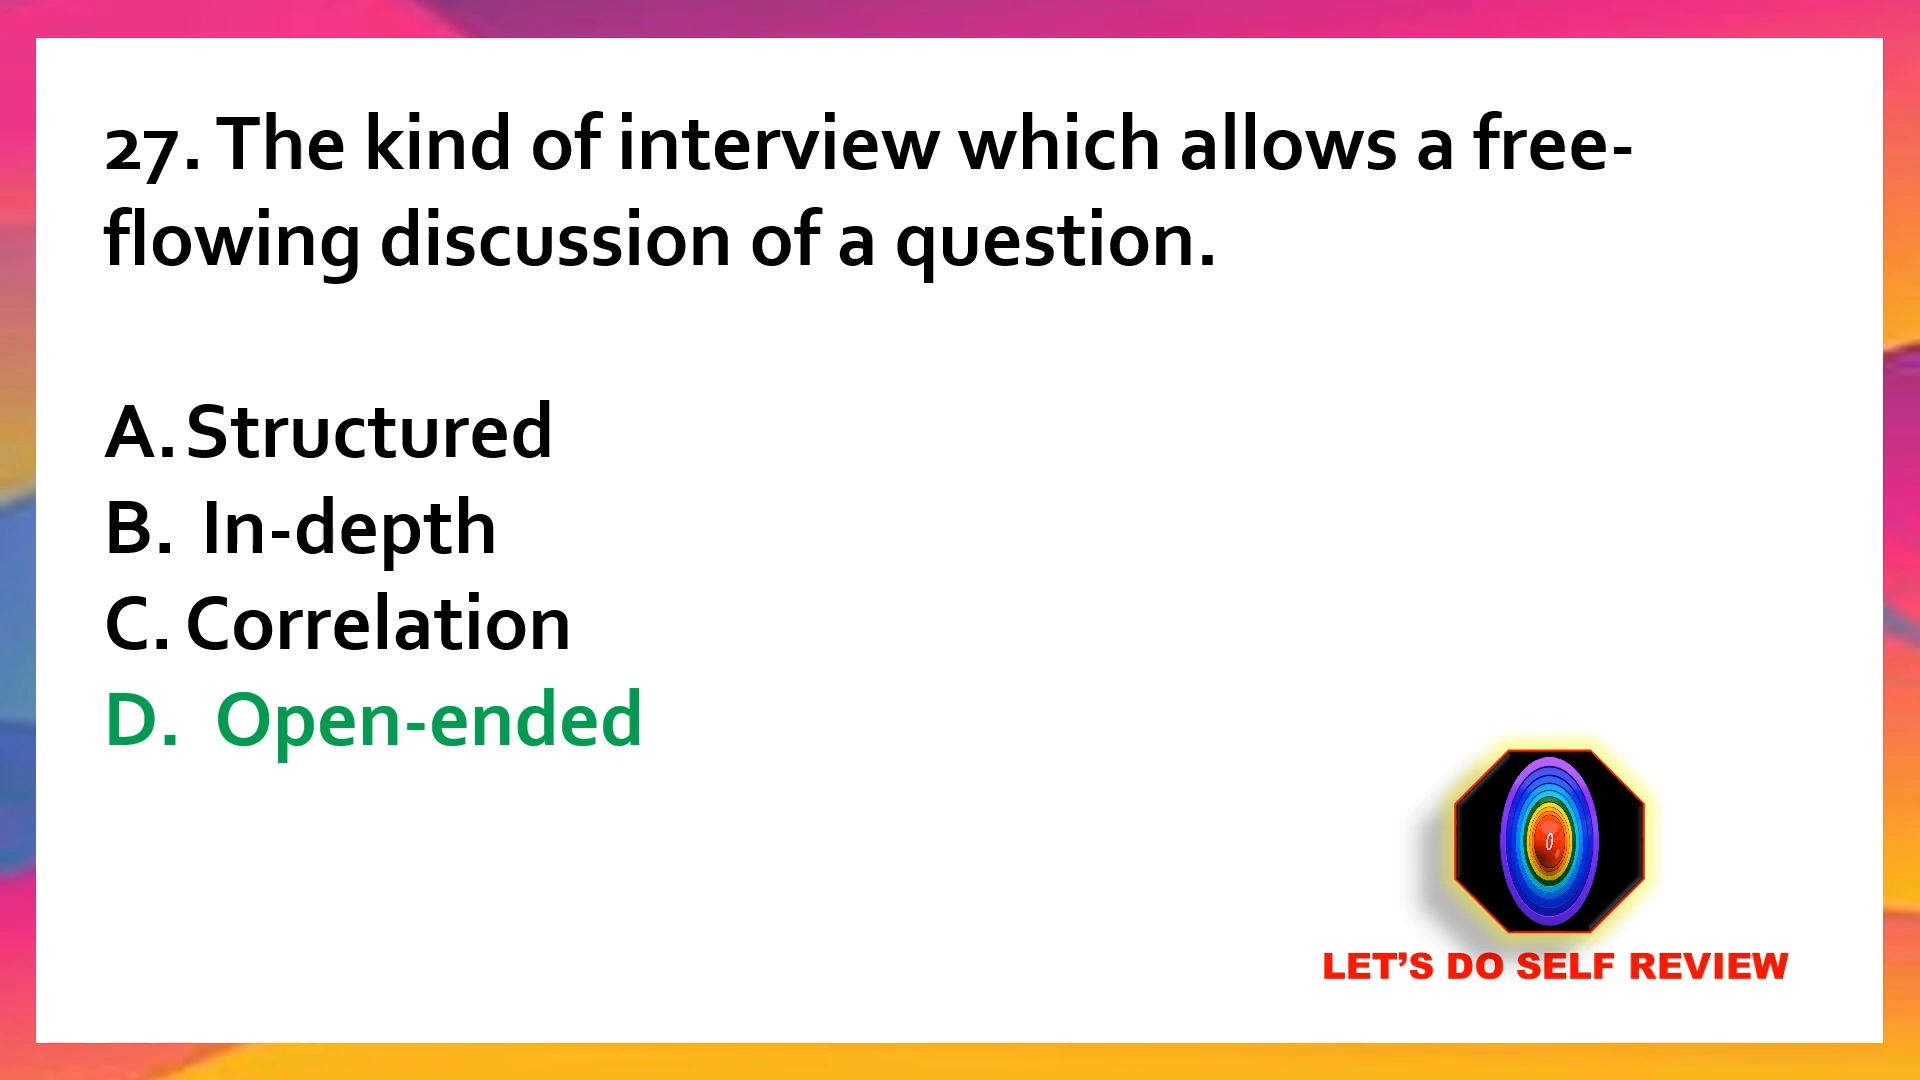 27. The kind of interview which allows a free-
flowing discussion of a question.
A. Structured
B. In-depth
C. Correlation
D. Open-ended
0
LET'S DO SELF REVIEW